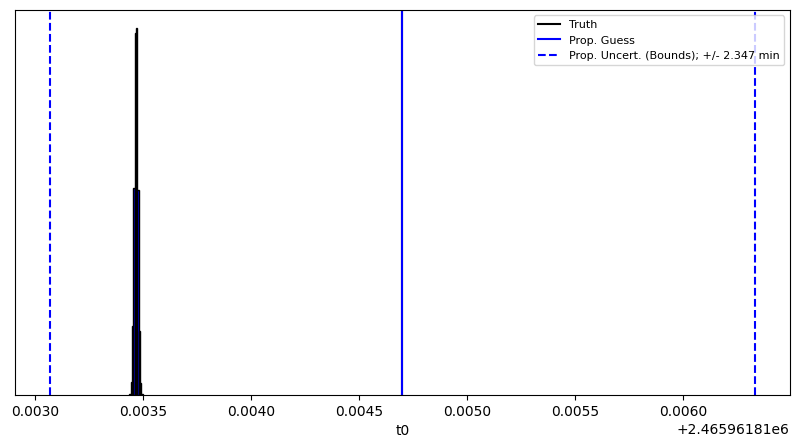 Truth
Prop. Guess
Prop. Uncert. (Bounds); +/- 2.347 min
0.0030 0.0035 0.0040 0.0045 0.0050 0.0055 0.0060
t0
+2.46596181e6